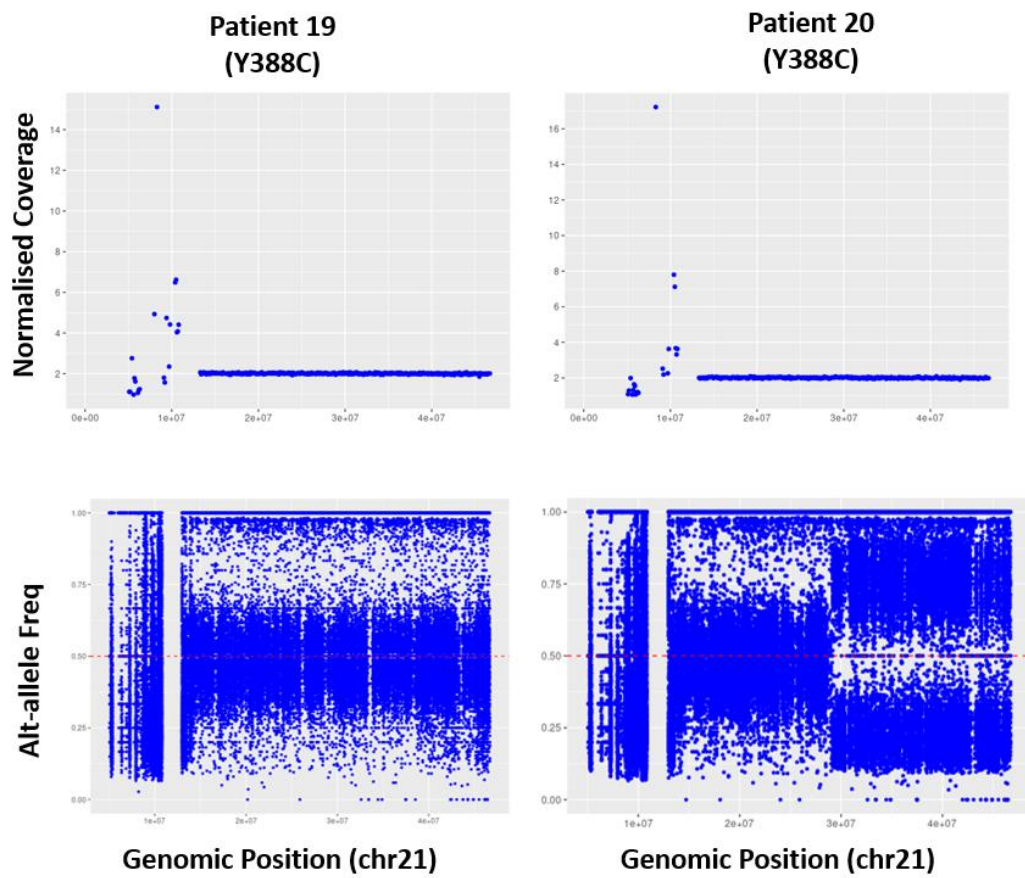 Patient 19
(Y388C)
Patient 20
(Y388C)
Normalised Coverage
14
12
10
8
6
4
2
0e+00 1e+07 2e+07 3e+07 4e+07
16
14
12
10
8
6
4
2
0e+00 1e+07 2e+07 3e+07 4e+07
Alt-allele Freq
1.00
0.75
0.50
0.25
0.00
1e+07 2e+07 3e+07 4e+07
1.00
0.75
0.50
0.25
0.00
1e+07 2e+07 3e+07 4e+07
Genomic Position (chr21)
Genomic Position (chr21)